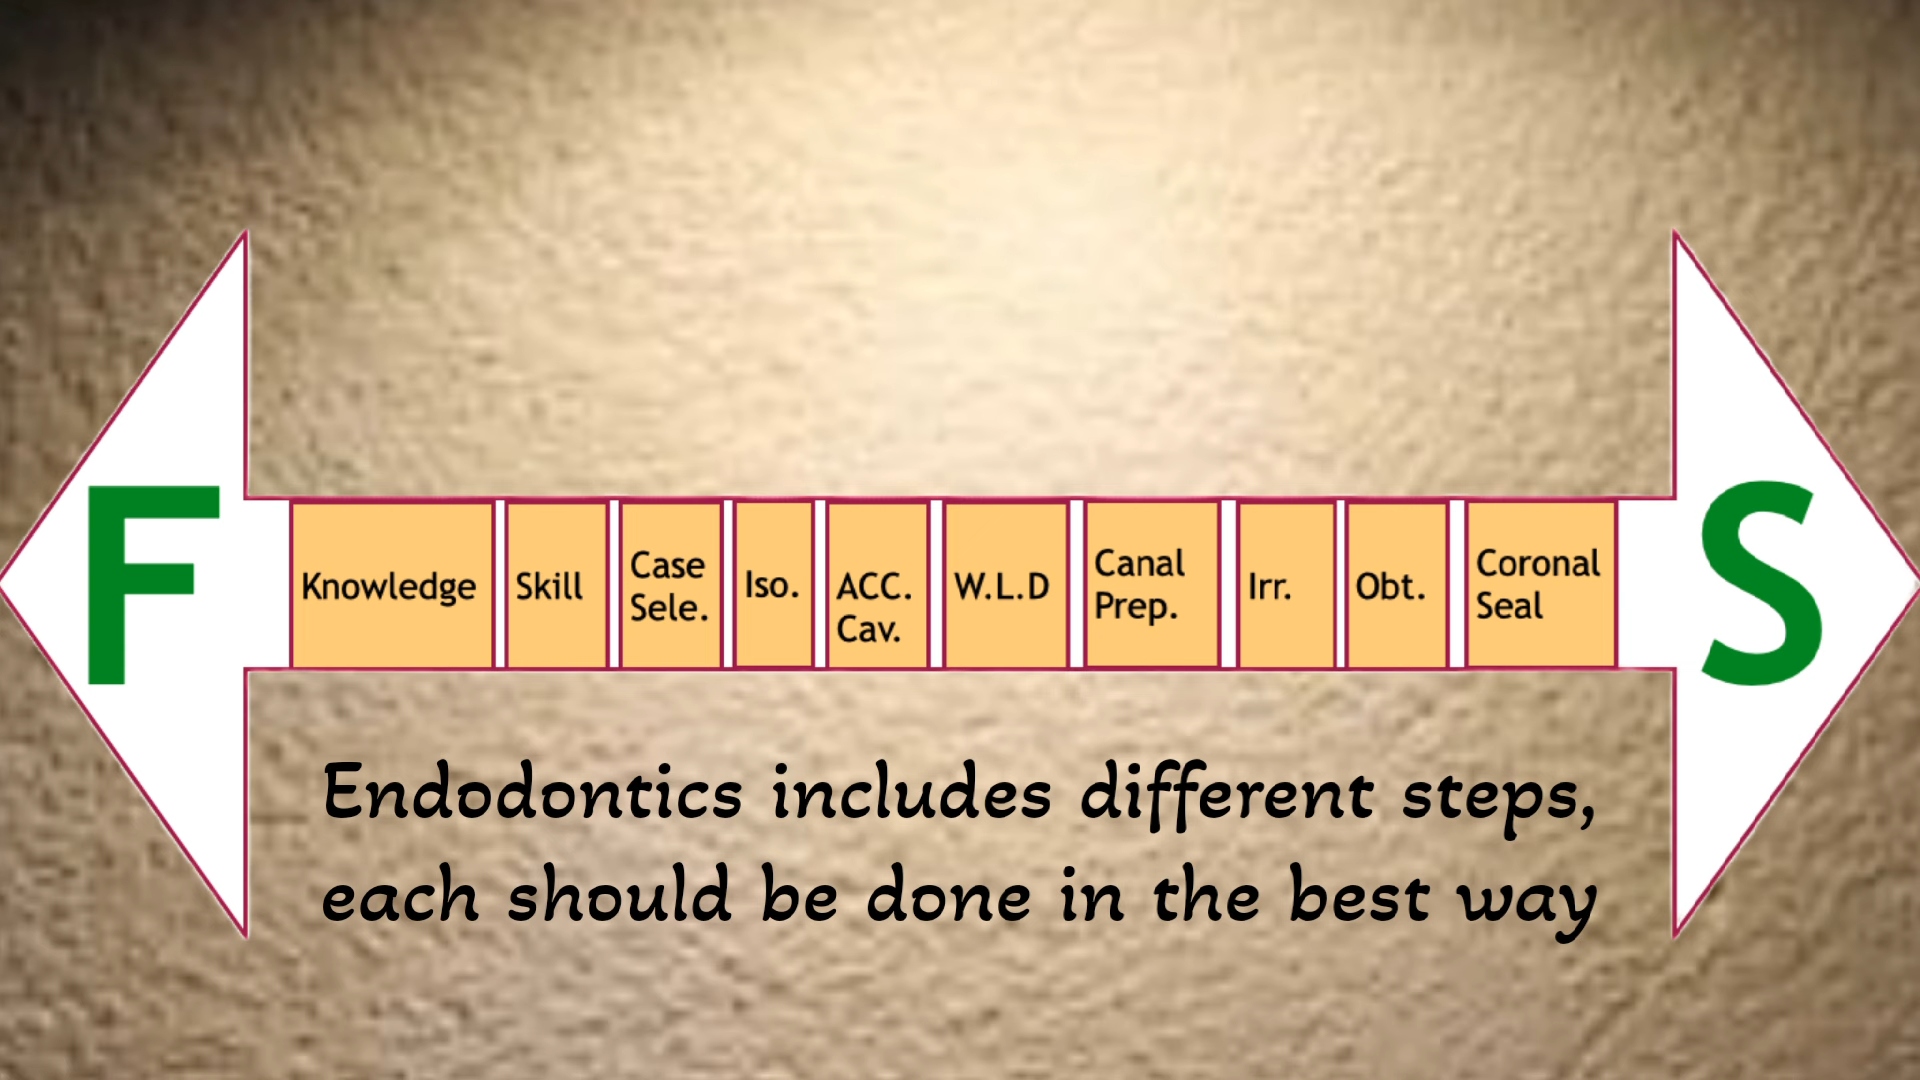 F
Knowledge
Skill
Case
Sele.
Iso.
ACC.
Cav.
W.L.D
Canal
Prep.
Irr.
Obt.
Coronal
Seal
S
Endodontics includes different steps,
each should be done in the best way